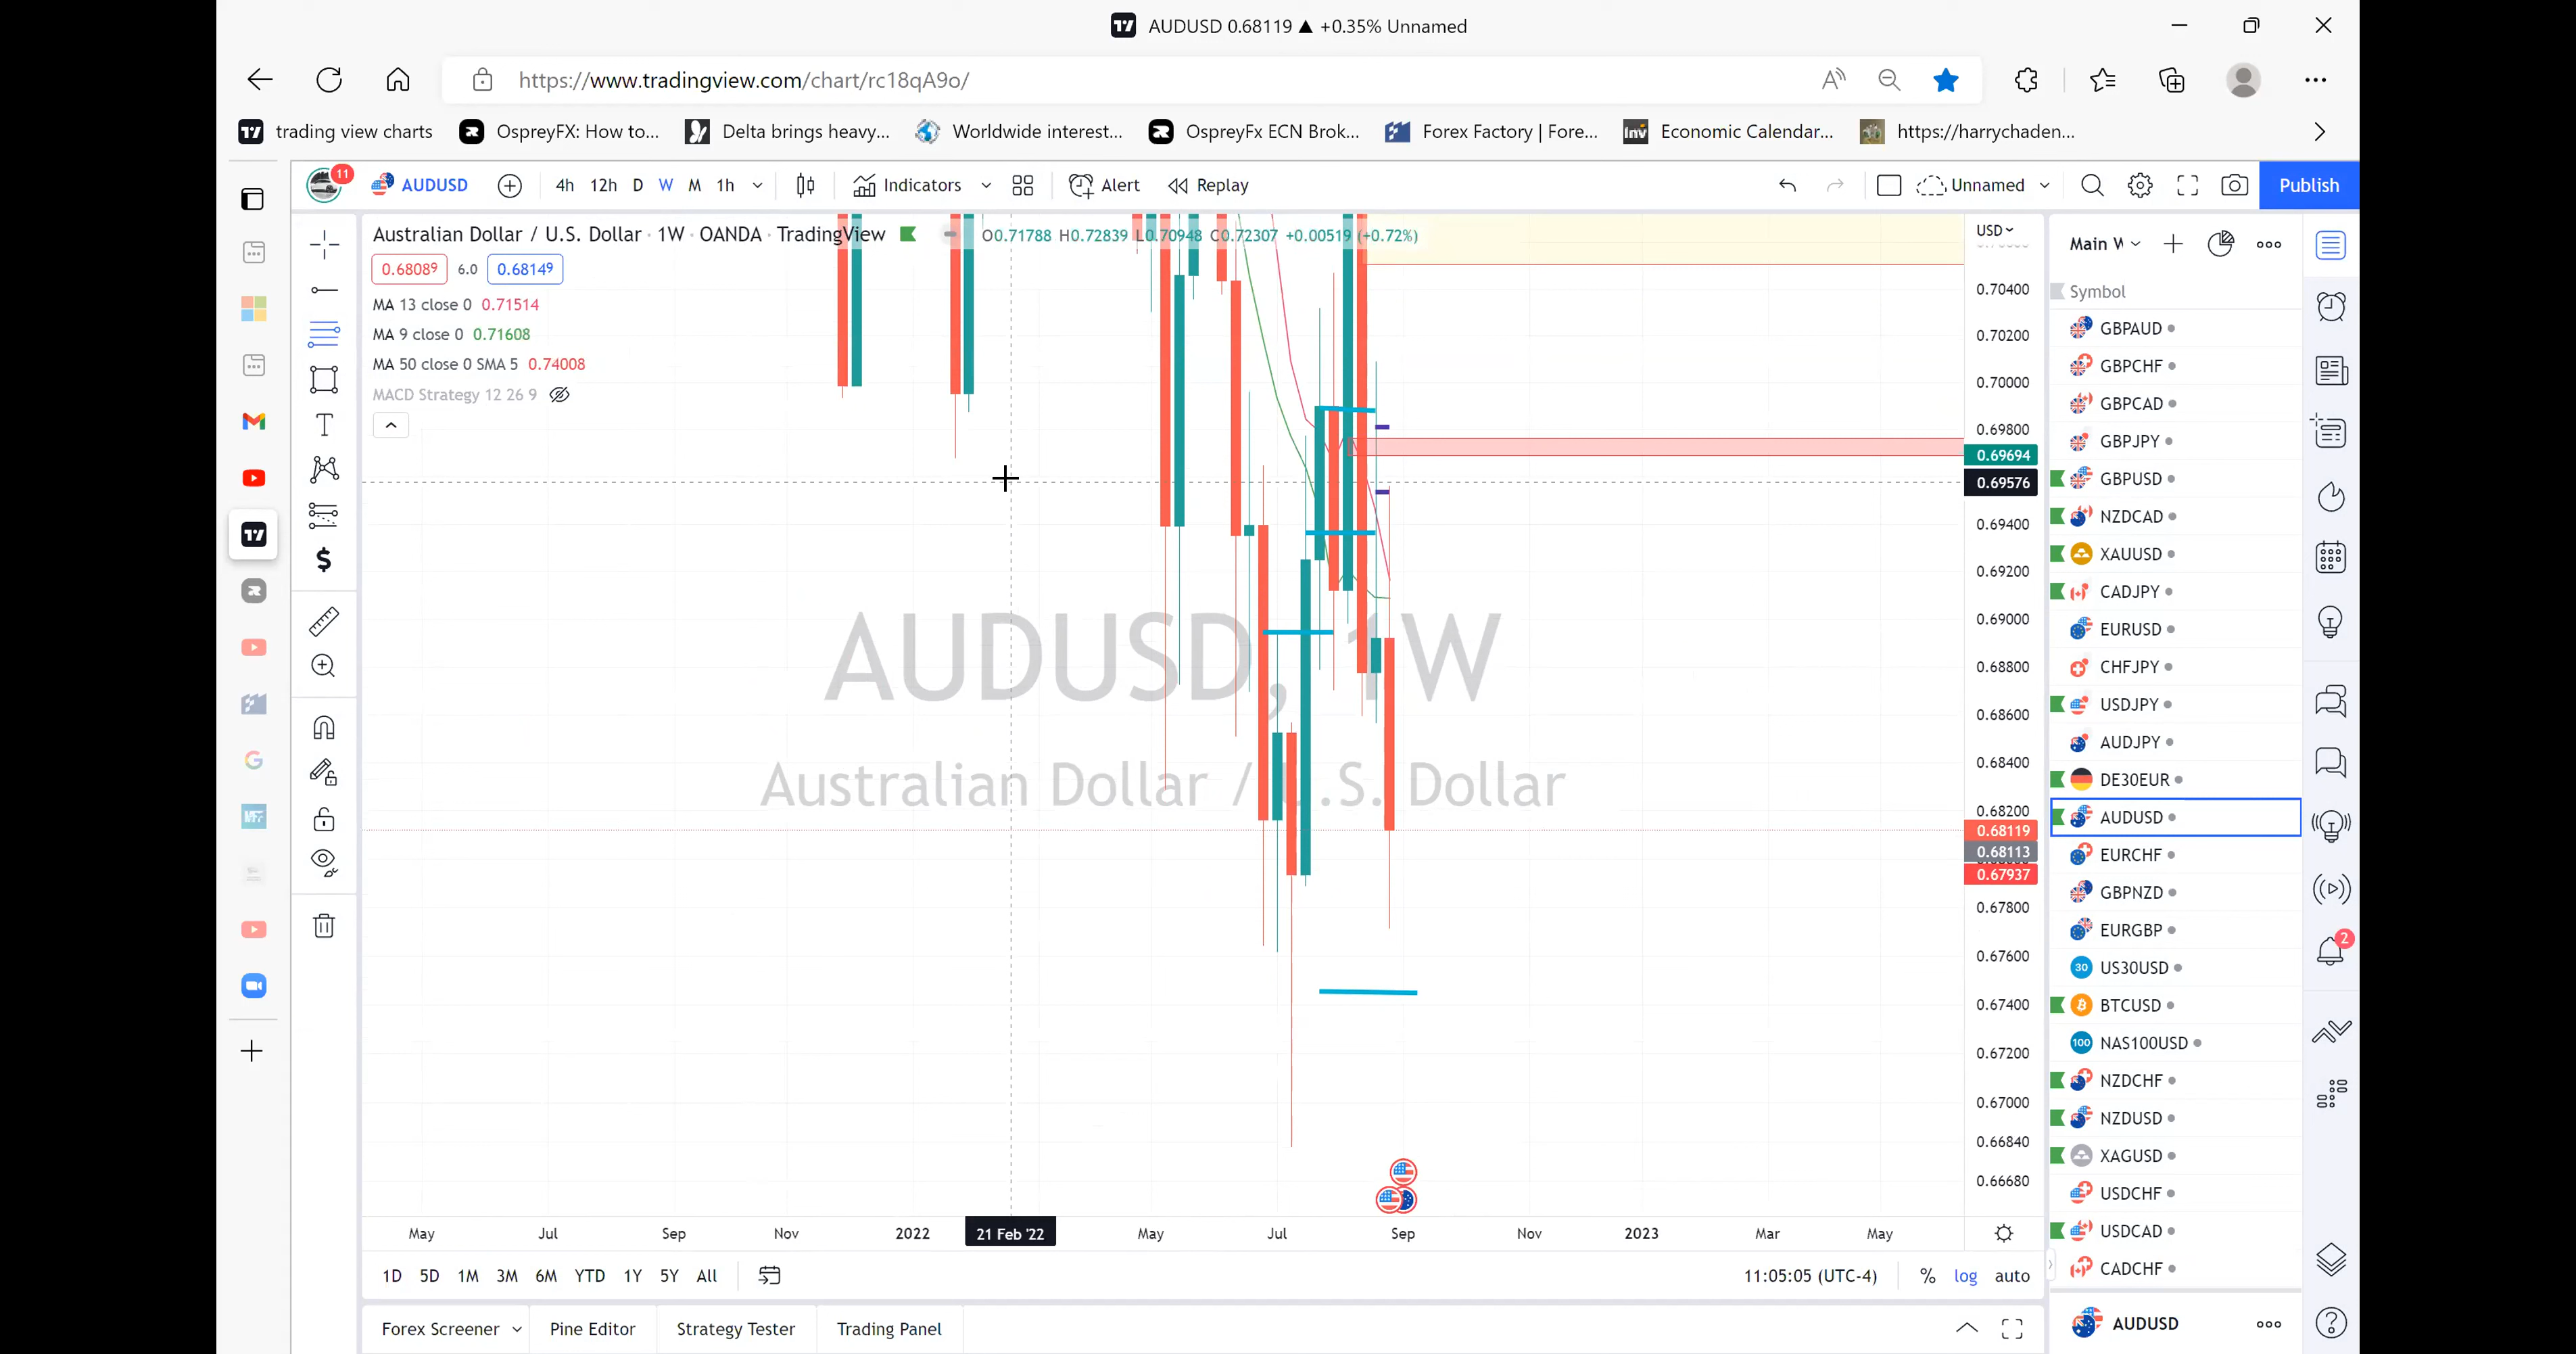 AUDUSD 0.68119 ▲ +0.35% Unnamed
https://www.tradingview.com/chart/rc18qA9o/
trading view charts OspreyFX: How to... Delta brings heavy... Worldwide interest... OspreyFx ECN Brok... Forex Factory | Fore... Economic Calendar... https://harrychaden...
11 AUDUSD 4h 12h D W M 1h Indicators Alert Replay Unnamed Publish
Australian Dollar / U.S. Dollar · 1W · OANDA · TradingView O0.71788 H0.72839 L0.70948 C0.72307 +0.00519 (+0.72%)
0.68089 6.0 0.68149
MA 13 close 0 0.71514
MA 9 close 0 0.71608
MA 50 close 0 SMA 5 0.74008
MACD Strategy 12 26 9
AUDUSD, 1W
Australian Dollar / U.S. Dollar
USD
0.70400
0.70200
0.70000
0.69800
0.69694
0.69576
0.69400
0.69200
0.69000
0.68800
0.68600
0.68400
0.68200
0.68119
0.68113
0.67937
0.67800
0.67600
0.67400
0.67200
0.67000
0.66840
0.66680
May Jul Sep Nov 2022 21 Feb '22 May Jul Sep Nov 2023 Mar May
1D 5D 1M 3M 6M YTD 1Y 5Y All 11:05:05 (UTC-4) % log auto
Forex Screener Pine Editor Strategy Tester Trading Panel
Main W
Symbol
GBPAUD
GBPCHF
GBPCAD
GBPJPY
GBPUSD
NZDCAD
XAUUSD
CADJPY
EURUSD
CHFJPY
USDJPY
AUDJPY
DE30EUR
AUDUSD
EURCHF
GBPNZD
EURGBP
30 US30USD
BTCUSD
100 NAS100USD
NZDCHF
NZDUSD
XAGUSD
USDCHF
USDCAD
CADCHF
AUDUSD
2